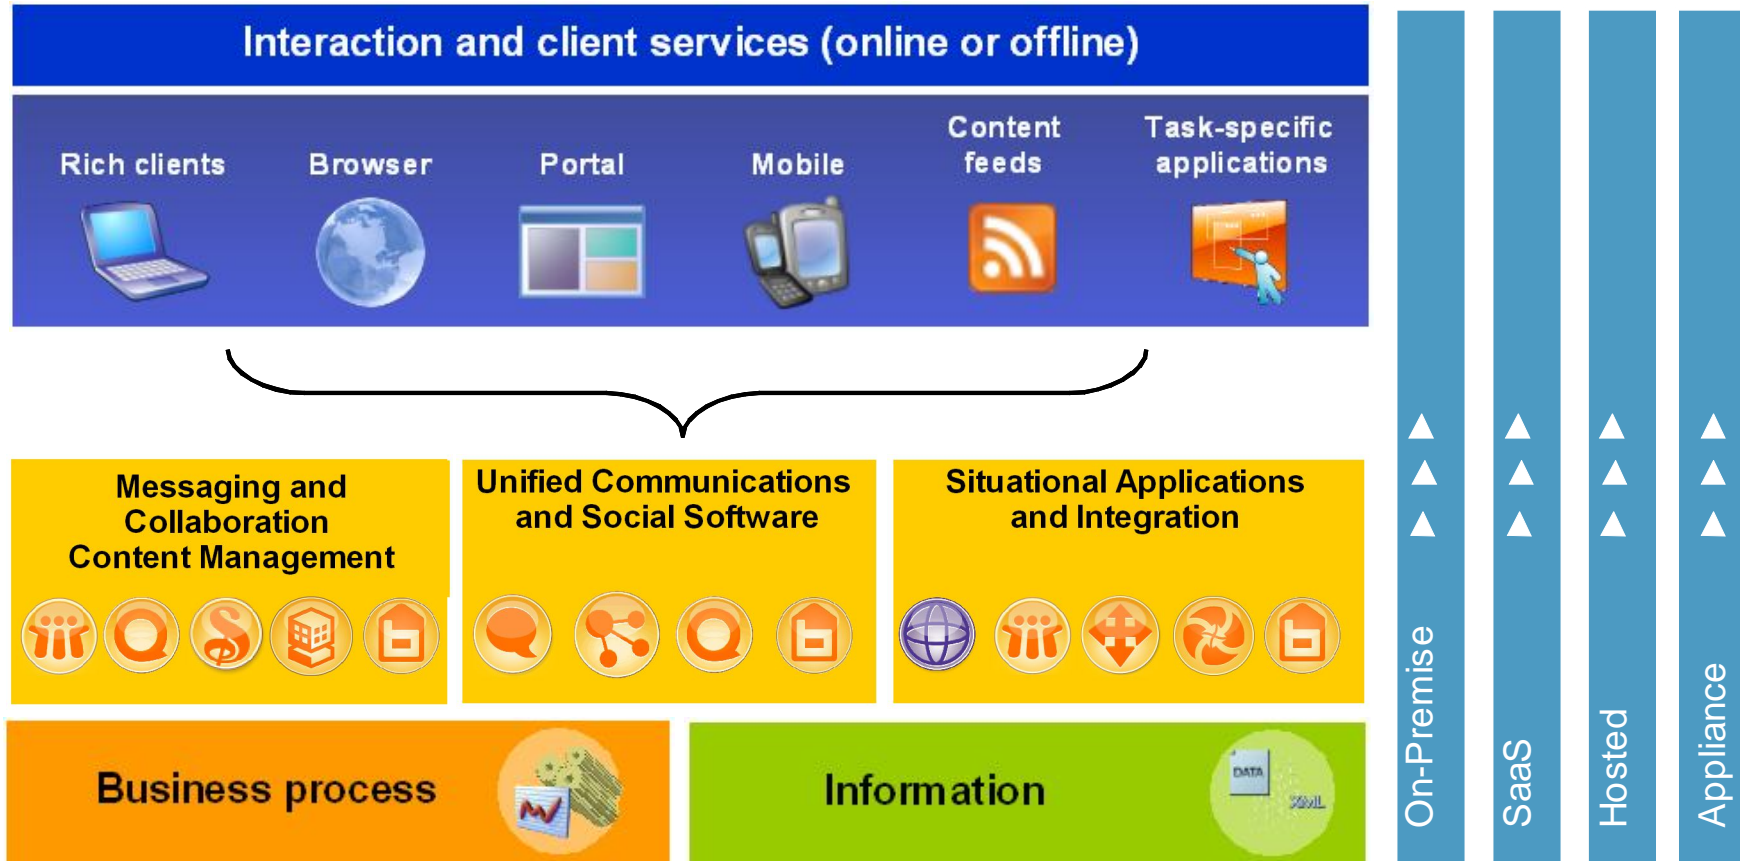 Interaction and client services (online or offline)
Rich clients
Browser
Portal
Mobile
Content
feeds
Task-specific
applications
Messaging and
Collaboration
Content Management
Unified Communications
and Social Software
Situational Applications
and Integration
Business process
Information
DATA
XML
On-Premise
SaaS
Hosted
Appliance